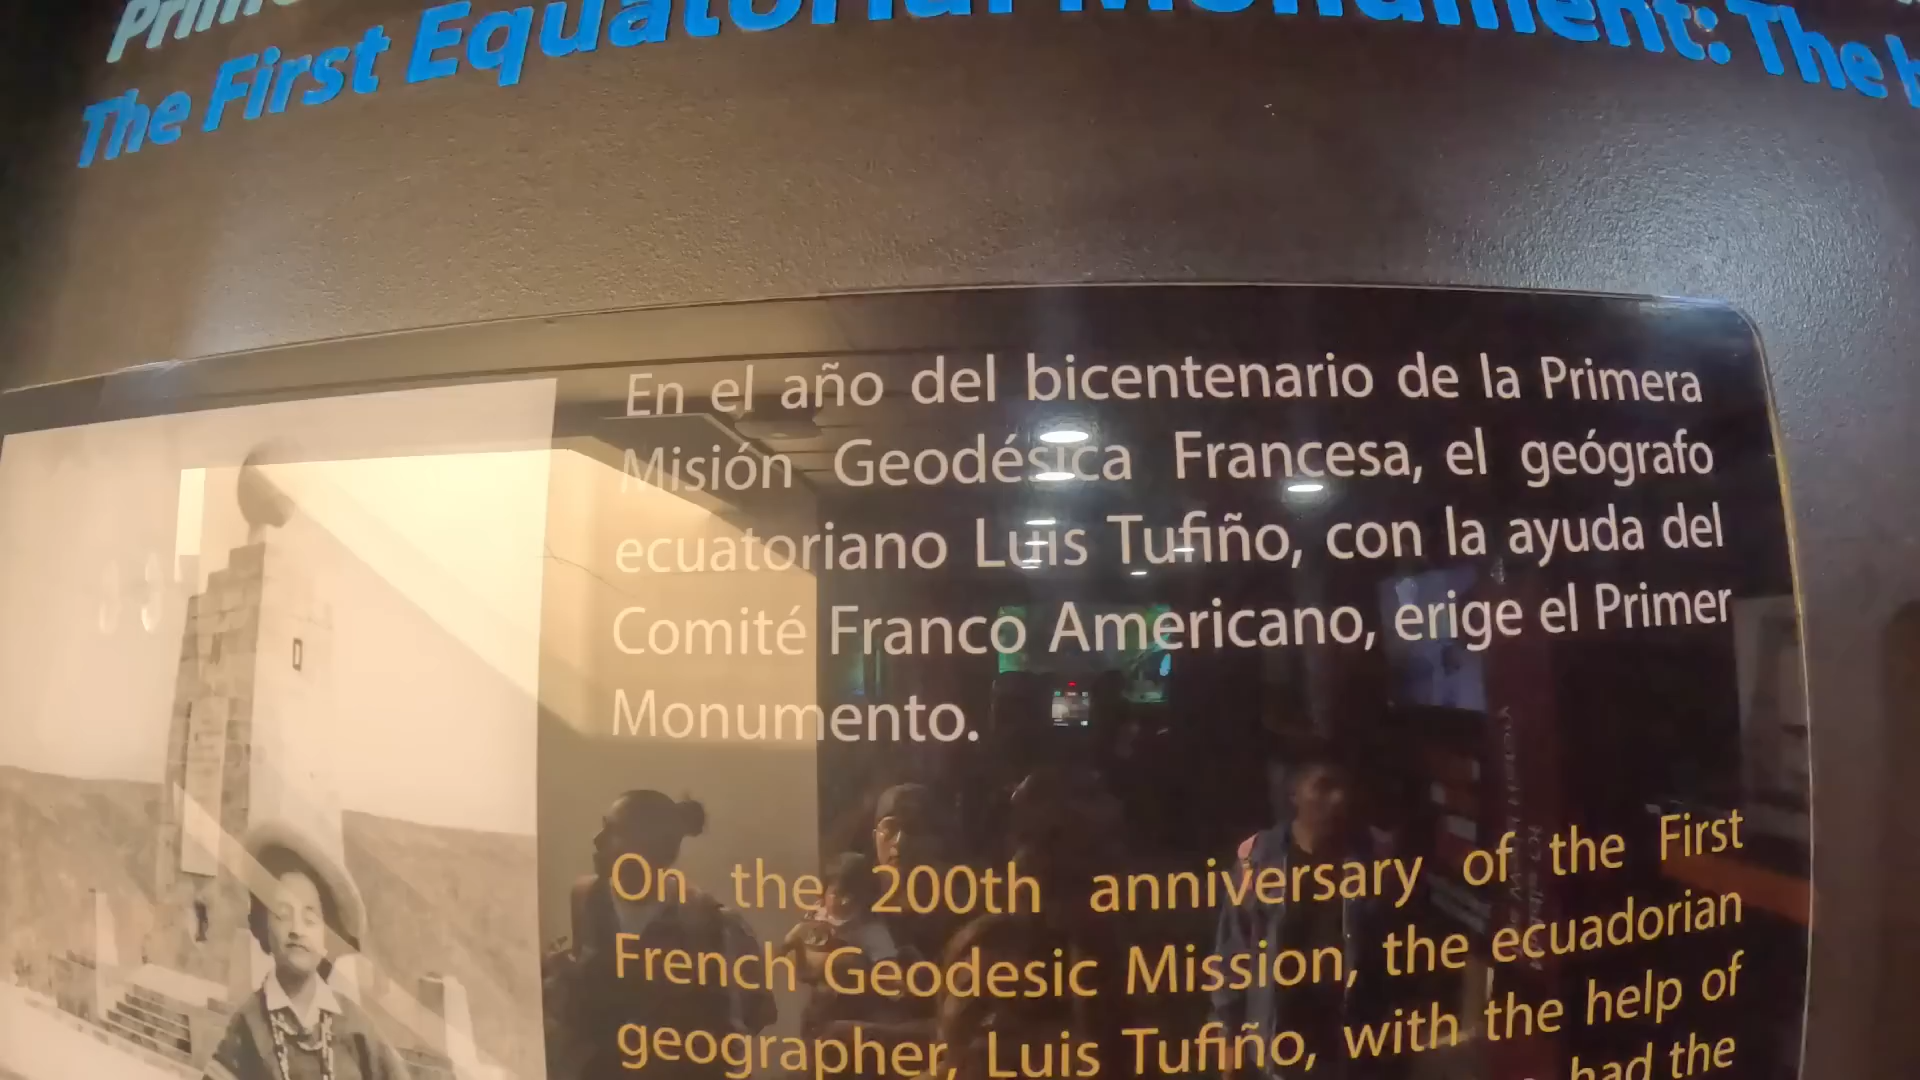 The First Equatorial Monument: The
En el año del bicentenario de la Primera
Misión Geodésica Francesa, el geógrafo
ecuatoriano Luis Tufiño, con la ayuda del
Comité Franco Americano, erige el Primer
Monumento.
On the 200th anniversary of the First
French Geodesic Mission, the ecuadorian
geographer, Luis Tufiño, with the help of
had the